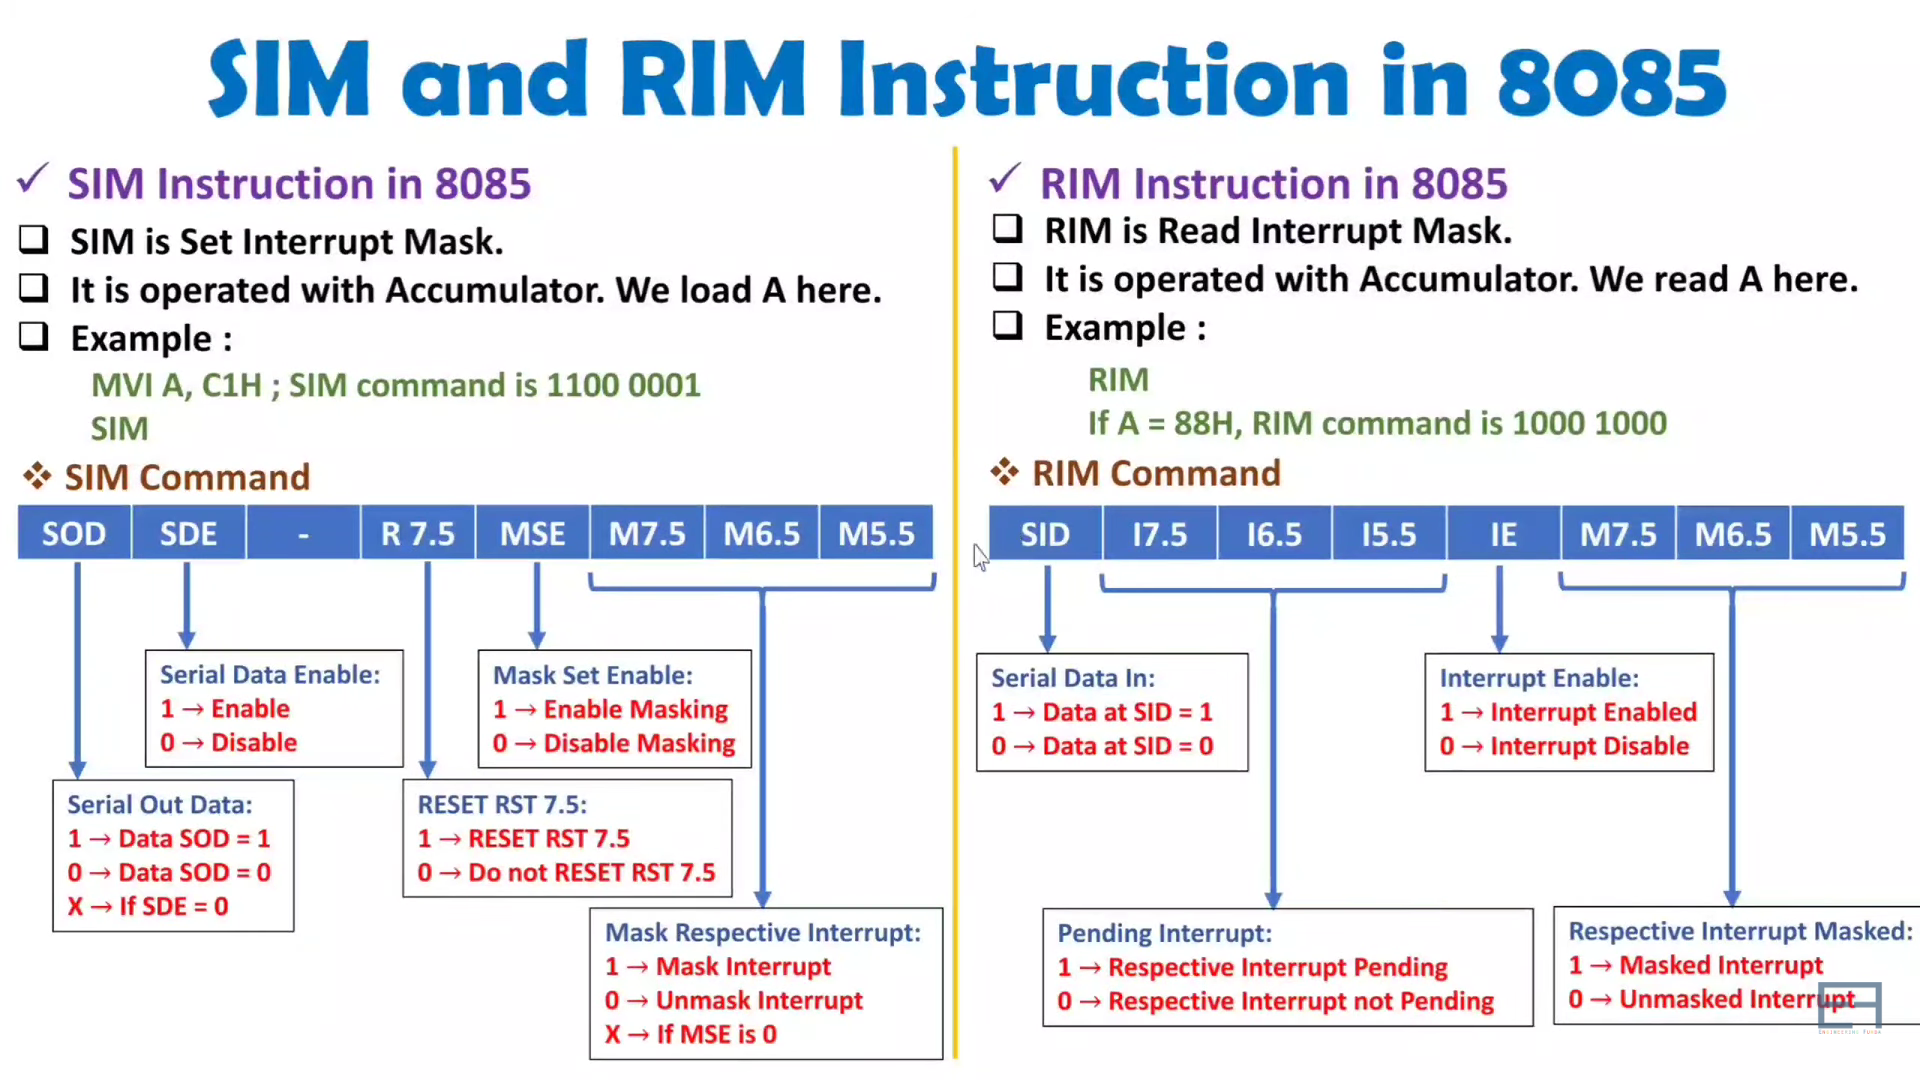 SIM and RIM Instruction in 8085
✓ SIM Instruction in 8085
❑ SIM is Set Interrupt Mask.
❑ It is operated with Accumulator. We load A here.
❑ Example :
MVI A, C1H ; SIM command is 1100 0001
SIM
❖ SIM Command
SOD SDE - R 7.5 MSE M7.5 M6.5 M5.5
Serial Data Enable:
1 → Enable
0 → Disable
Mask Set Enable:
1 → Enable Masking
0 → Disable Masking
Serial Out Data:
1 → Data SOD = 1
0 → Data SOD = 0
X → If SDE = 0
RESET RST 7.5:
1 → RESET RST 7.5
0 → Do not RESET RST 7.5
Mask Respective Interrupt:
1 → Mask Interrupt
0 → Unmask Interrupt
X → If MSE is 0
✓ RIM Instruction in 8085
❑ RIM is Read Interrupt Mask.
❑ It is operated with Accumulator. We read A here.
❑ Example :
RIM
If A = 88H, RIM command is 1000 1000
❖ RIM Command
SID I7.5 I6.5 I5.5 IE M7.5 M6.5 M5.5
Serial Data In:
1 → Data at SID = 1
0 → Data at SID = 0
Interrupt Enable:
1 → Interrupt Enabled
0 → Interrupt Disable
Pending Interrupt:
1 → Respective Interrupt Pending
0 → Respective Interrupt not Pending
Respective Interrupt Masked:
1 → Masked Interrupt
0 → Unmasked Interrupt